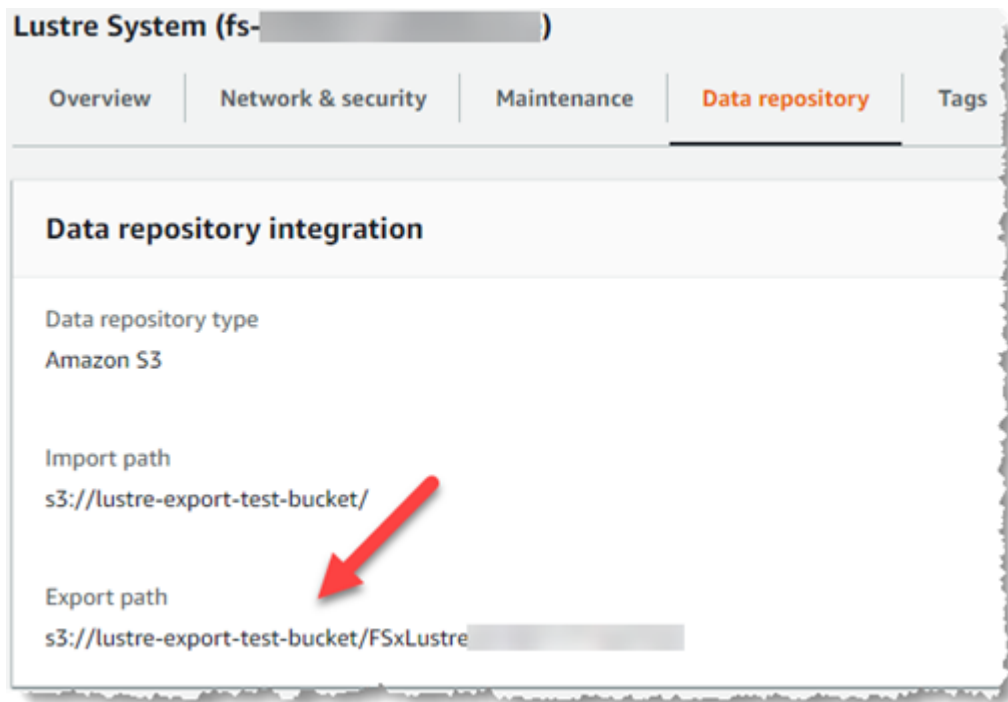 Lustre System (fs- )
Overview Network & security Maintenance Data repository Tags
Data repository integration
Data repository type
Amazon S3
Import path
s3://lustre-export-test-bucket/
Export path
s3://lustre-export-test-bucket/FSxLustre